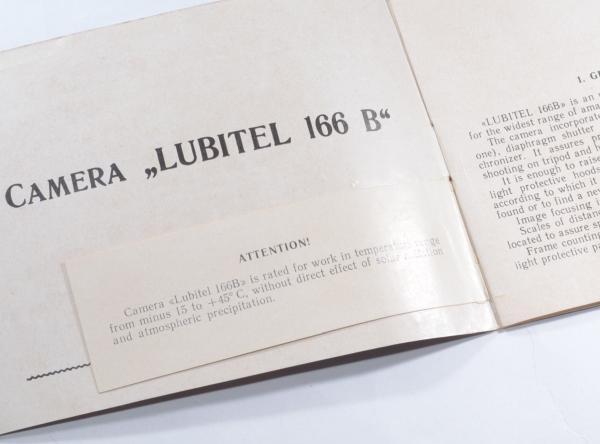 CAMERA „LUBITEL 166 B“
ATTENTION!
Camera «Lubitel 166B» is rated for work in temperature range
from minus 15 to +45° C, without direct effect of solar radiation
and atmospheric precipitation.
1. G
«LUBITEL 166B» is an
for the widest range of ama
The camera incorporate
one), diaphragm shutter
chronizer. It assures pr
shooting on tripod and
It is enough to raise
light protective hoods
according to which it
found or to find a ne
Image focusing i
Scales of distan
located to assure sp
Frame counting
light protective p